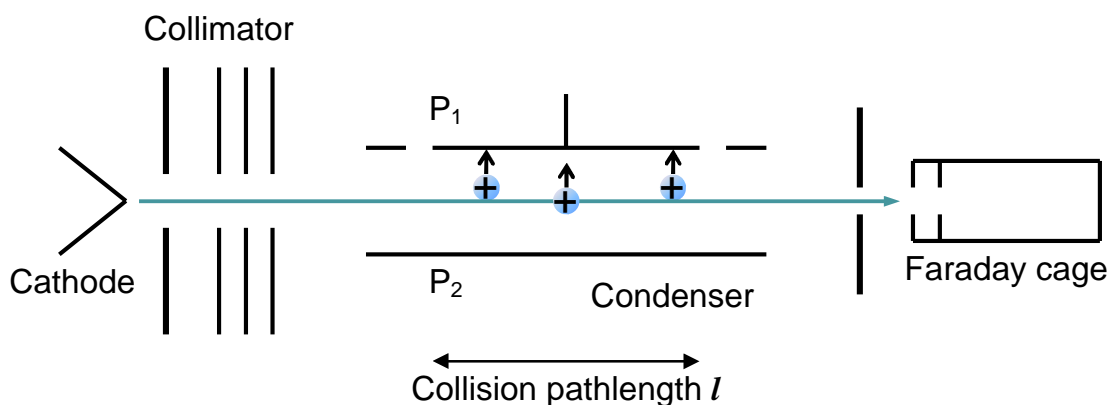 Collimator
P₁
Cathode
P₂
Condenser
Faraday cage
Collision pathlength l
+
+
+